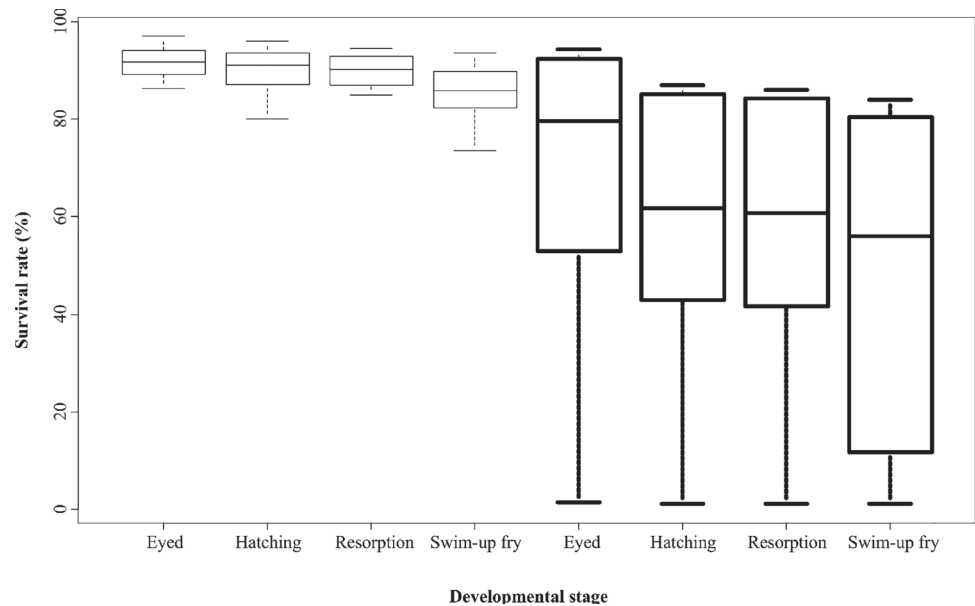 100
80
60
40
20
0
Survival rate (%)
Eyed Hatching Resorption Swim-up fry Eyed Hatching Resorption Swim-up fry
Developmental stage